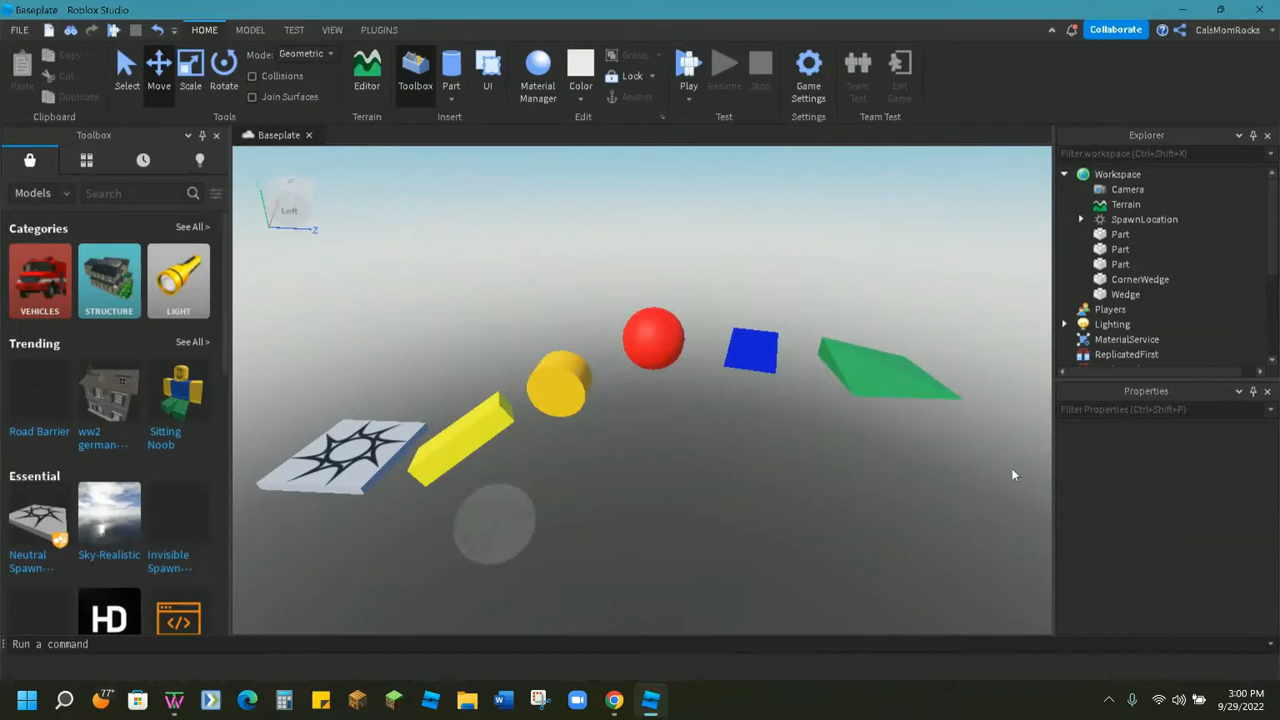 Baseplate - Roblox Studio
FILE HOME MODEL TEST VIEW PLUGINS Collaborate CalsMomRocks
Paste Copy Cut Duplicate Clipboard
Select Move Scale Rotate Mode: Geometric Collisions Join Surfaces Tools
Editor Terrain
Toolbox Part UI Insert
Material Manager Color Group Lock Anchor Edit
Play Resume Stop Test
Game Settings Settings
Team Test Exit Game Team Test
Toolbox
Baseplate
Explorer
Filter workspace (Ctrl+Shift+X)
Models Search
Categories See All >
VEHICLES STRUCTURE LIGHT
Trending See All >
Road Barrier ww2 german-... Sitting Noob
Essential
Neutral Spawn... Sky-Realistic Invisible Spawn...
HD </>
Left
Z
Workspace
Camera
Terrain
SpawnLocation
Part
Part
Part
CornerWedge
Wedge
Players
Lighting
MaterialService
ReplicatedFirst
Properties
Filter Properties (Ctrl+Shift+P)
Run a command
77°
3:00 PM
9/29/2022